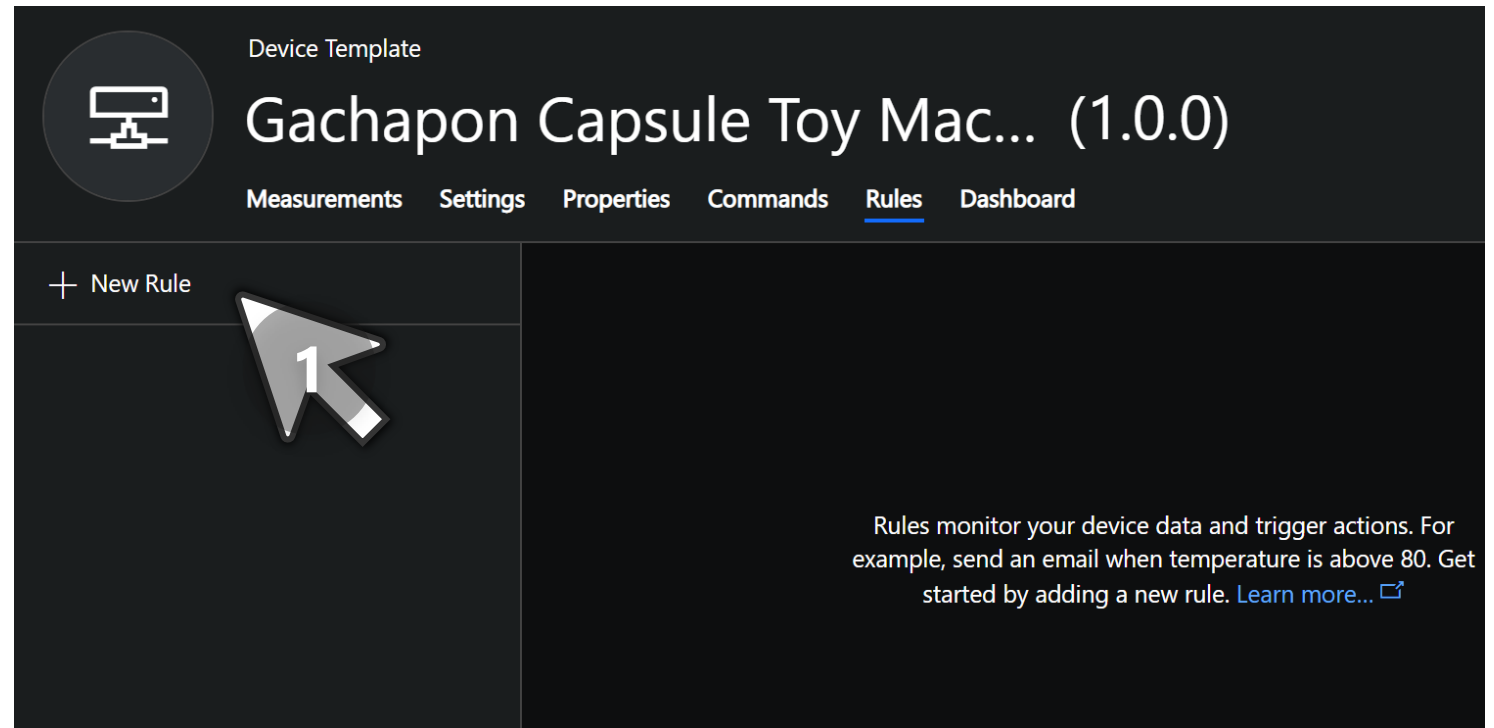 Device Template
Gachapon Capsule Toy Mac... (1.0.0)
Measurements Settings Properties Commands Rules Dashboard
New Rule
1
Rules monitor your device data and trigger actions. For
example, send an email when temperature is above 80. Get
started by adding a new rule. Learn more...